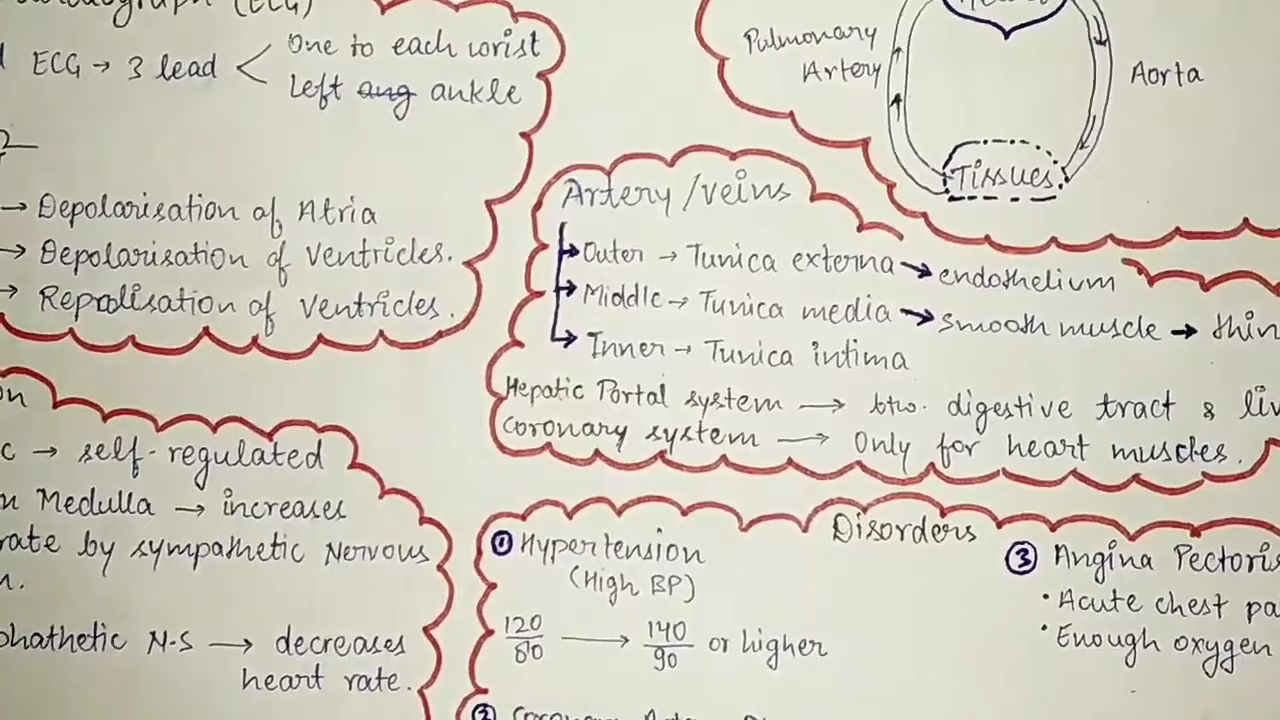 (ECG)
ECG → 3 lead < One to each wrist
Left ang ankle
→ Depolarisation of Atria
→ Depolarisation of Ventricles.
→ Reprolisation of Ventricles.
→ self-regulated
Medulla → increases
rate by sympathetic Nervous
N.S → decreases
heart rate.
Pulmonary
Artery
Aorta
Tissues
Artery/veins
Outer → Tunica externa → endothelium
Middle → Tunica media → smooth muscle → thin
Inner → Tunica intima
Hepatic Portal system → btw. digestive tract &
Coronary system → Only for heart muscles.
Disorders
① Hypertension
(High BP)
120/80 → 140/90 or higher
③ Angina Pectoris
• Acute chest
• Enough oxygen
②